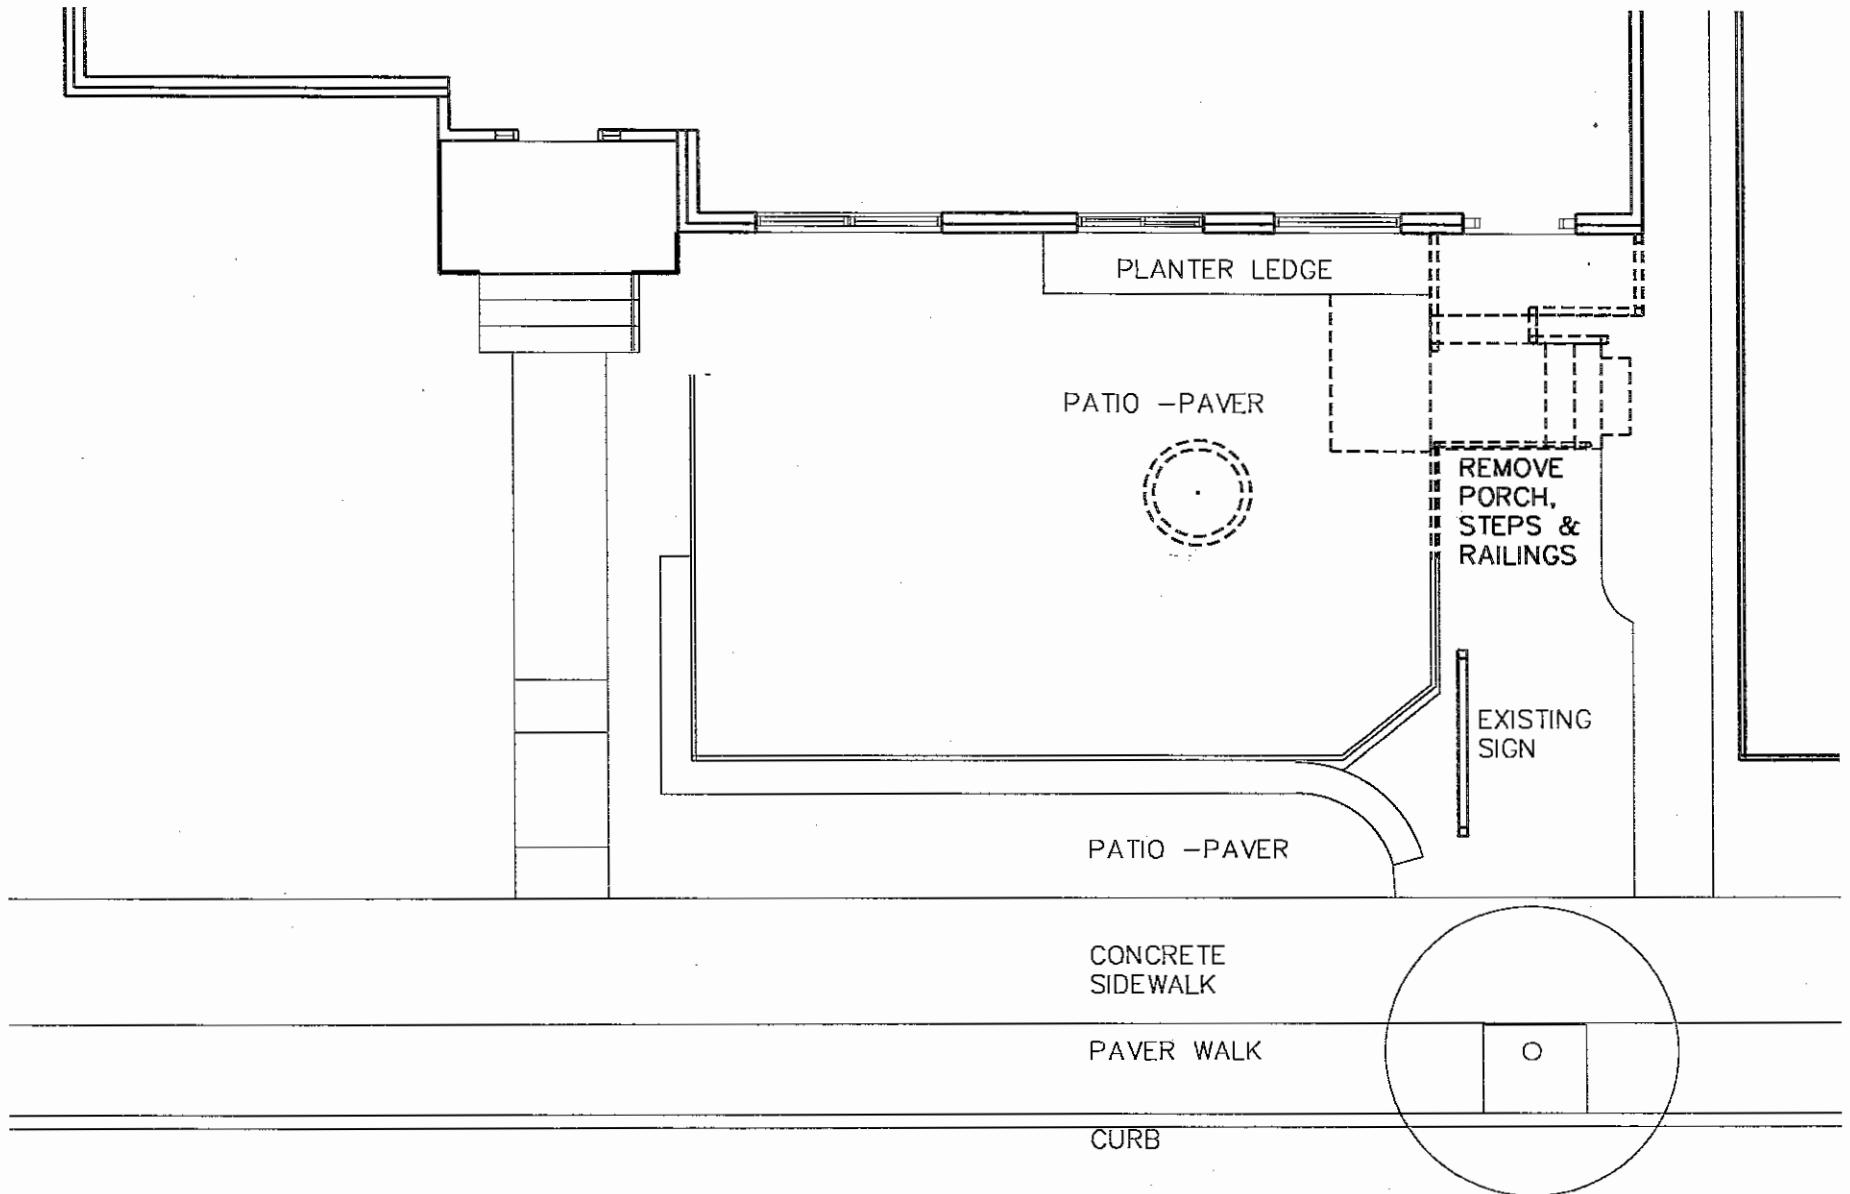 PLANTER LEDGE
PATIO -PAVER
REMOVE
PORCH,
STEPS &
RAILINGS
EXISTING
SIGN
PATIO -PAVER
CONCRETE
SIDEWALK
PAVER WALK
CURB